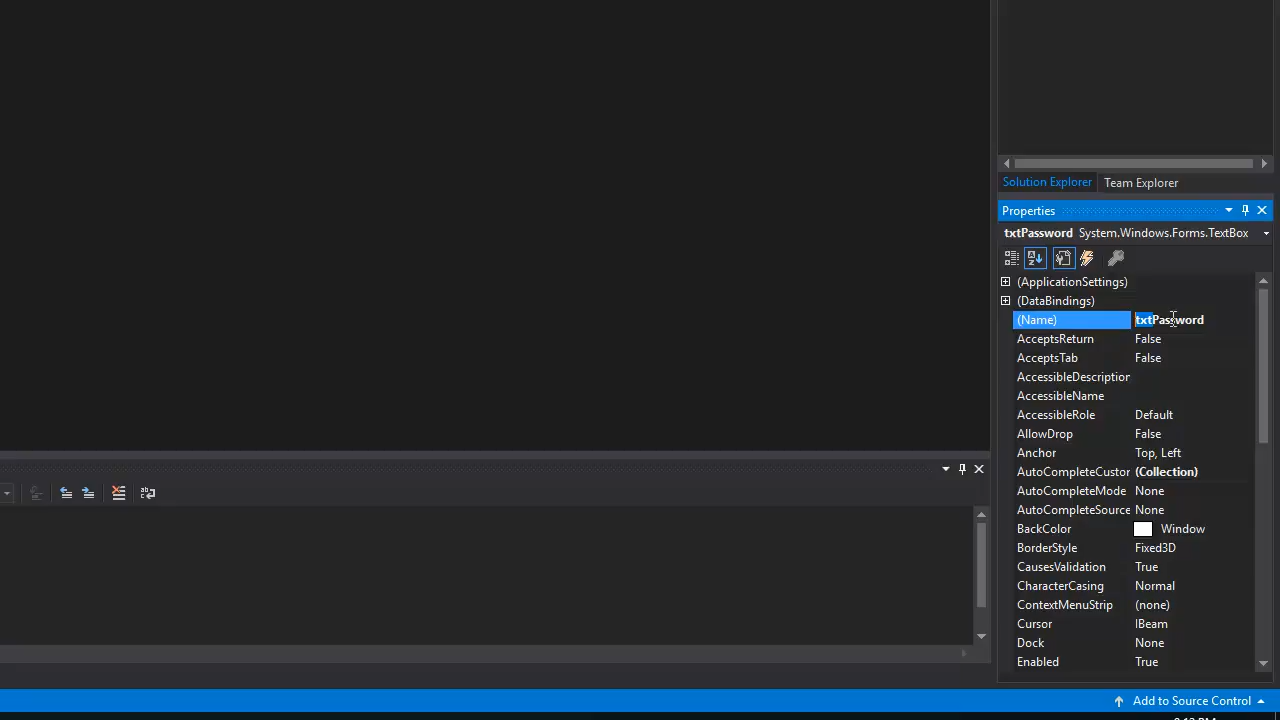 Solution Explorer Team Explorer
Properties
txtPassword System.Windows.Forms.TextBox
(ApplicationSettings)
(DataBindings)
(Name) txtPassword
AcceptsReturn False
AcceptsTab False
AccessibleDescription
AccessibleName
AccessibleRole Default
AllowDrop False
Anchor Top, Left
AutoCompleteCustor (Collection)
AutoCompleteMode None
AutoCompleteSource None
BackColor Window
BorderStyle Fixed3D
CausesValidation True
CharacterCasing Normal
ContextMenuStrip (none)
Cursor IBeam
Dock None
Enabled True
Add to Source Control